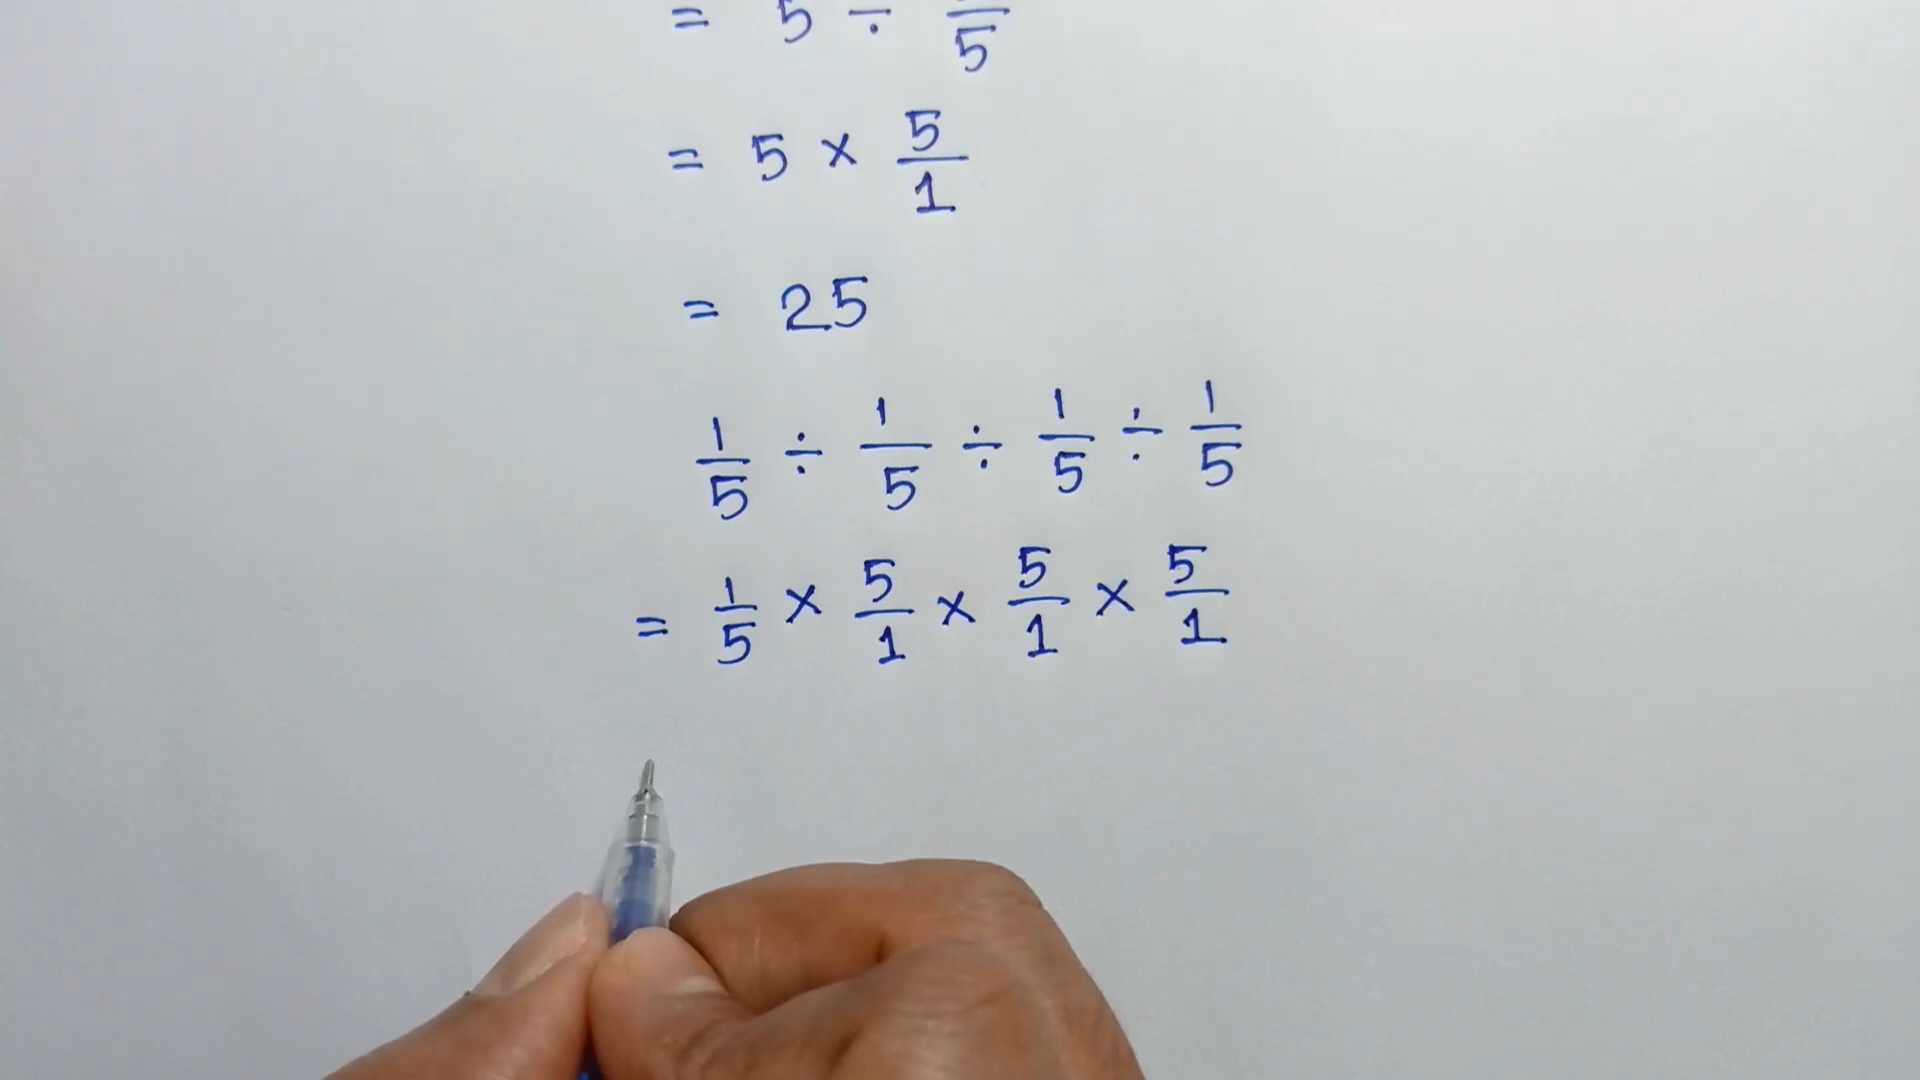 = 5 ÷ /5
= 5 × 5/1
= 25
1/5 ÷ 1/5 ÷ 1/5 ÷ 1/5
= 1/5 × 5/1 × 5/1 × 5/1